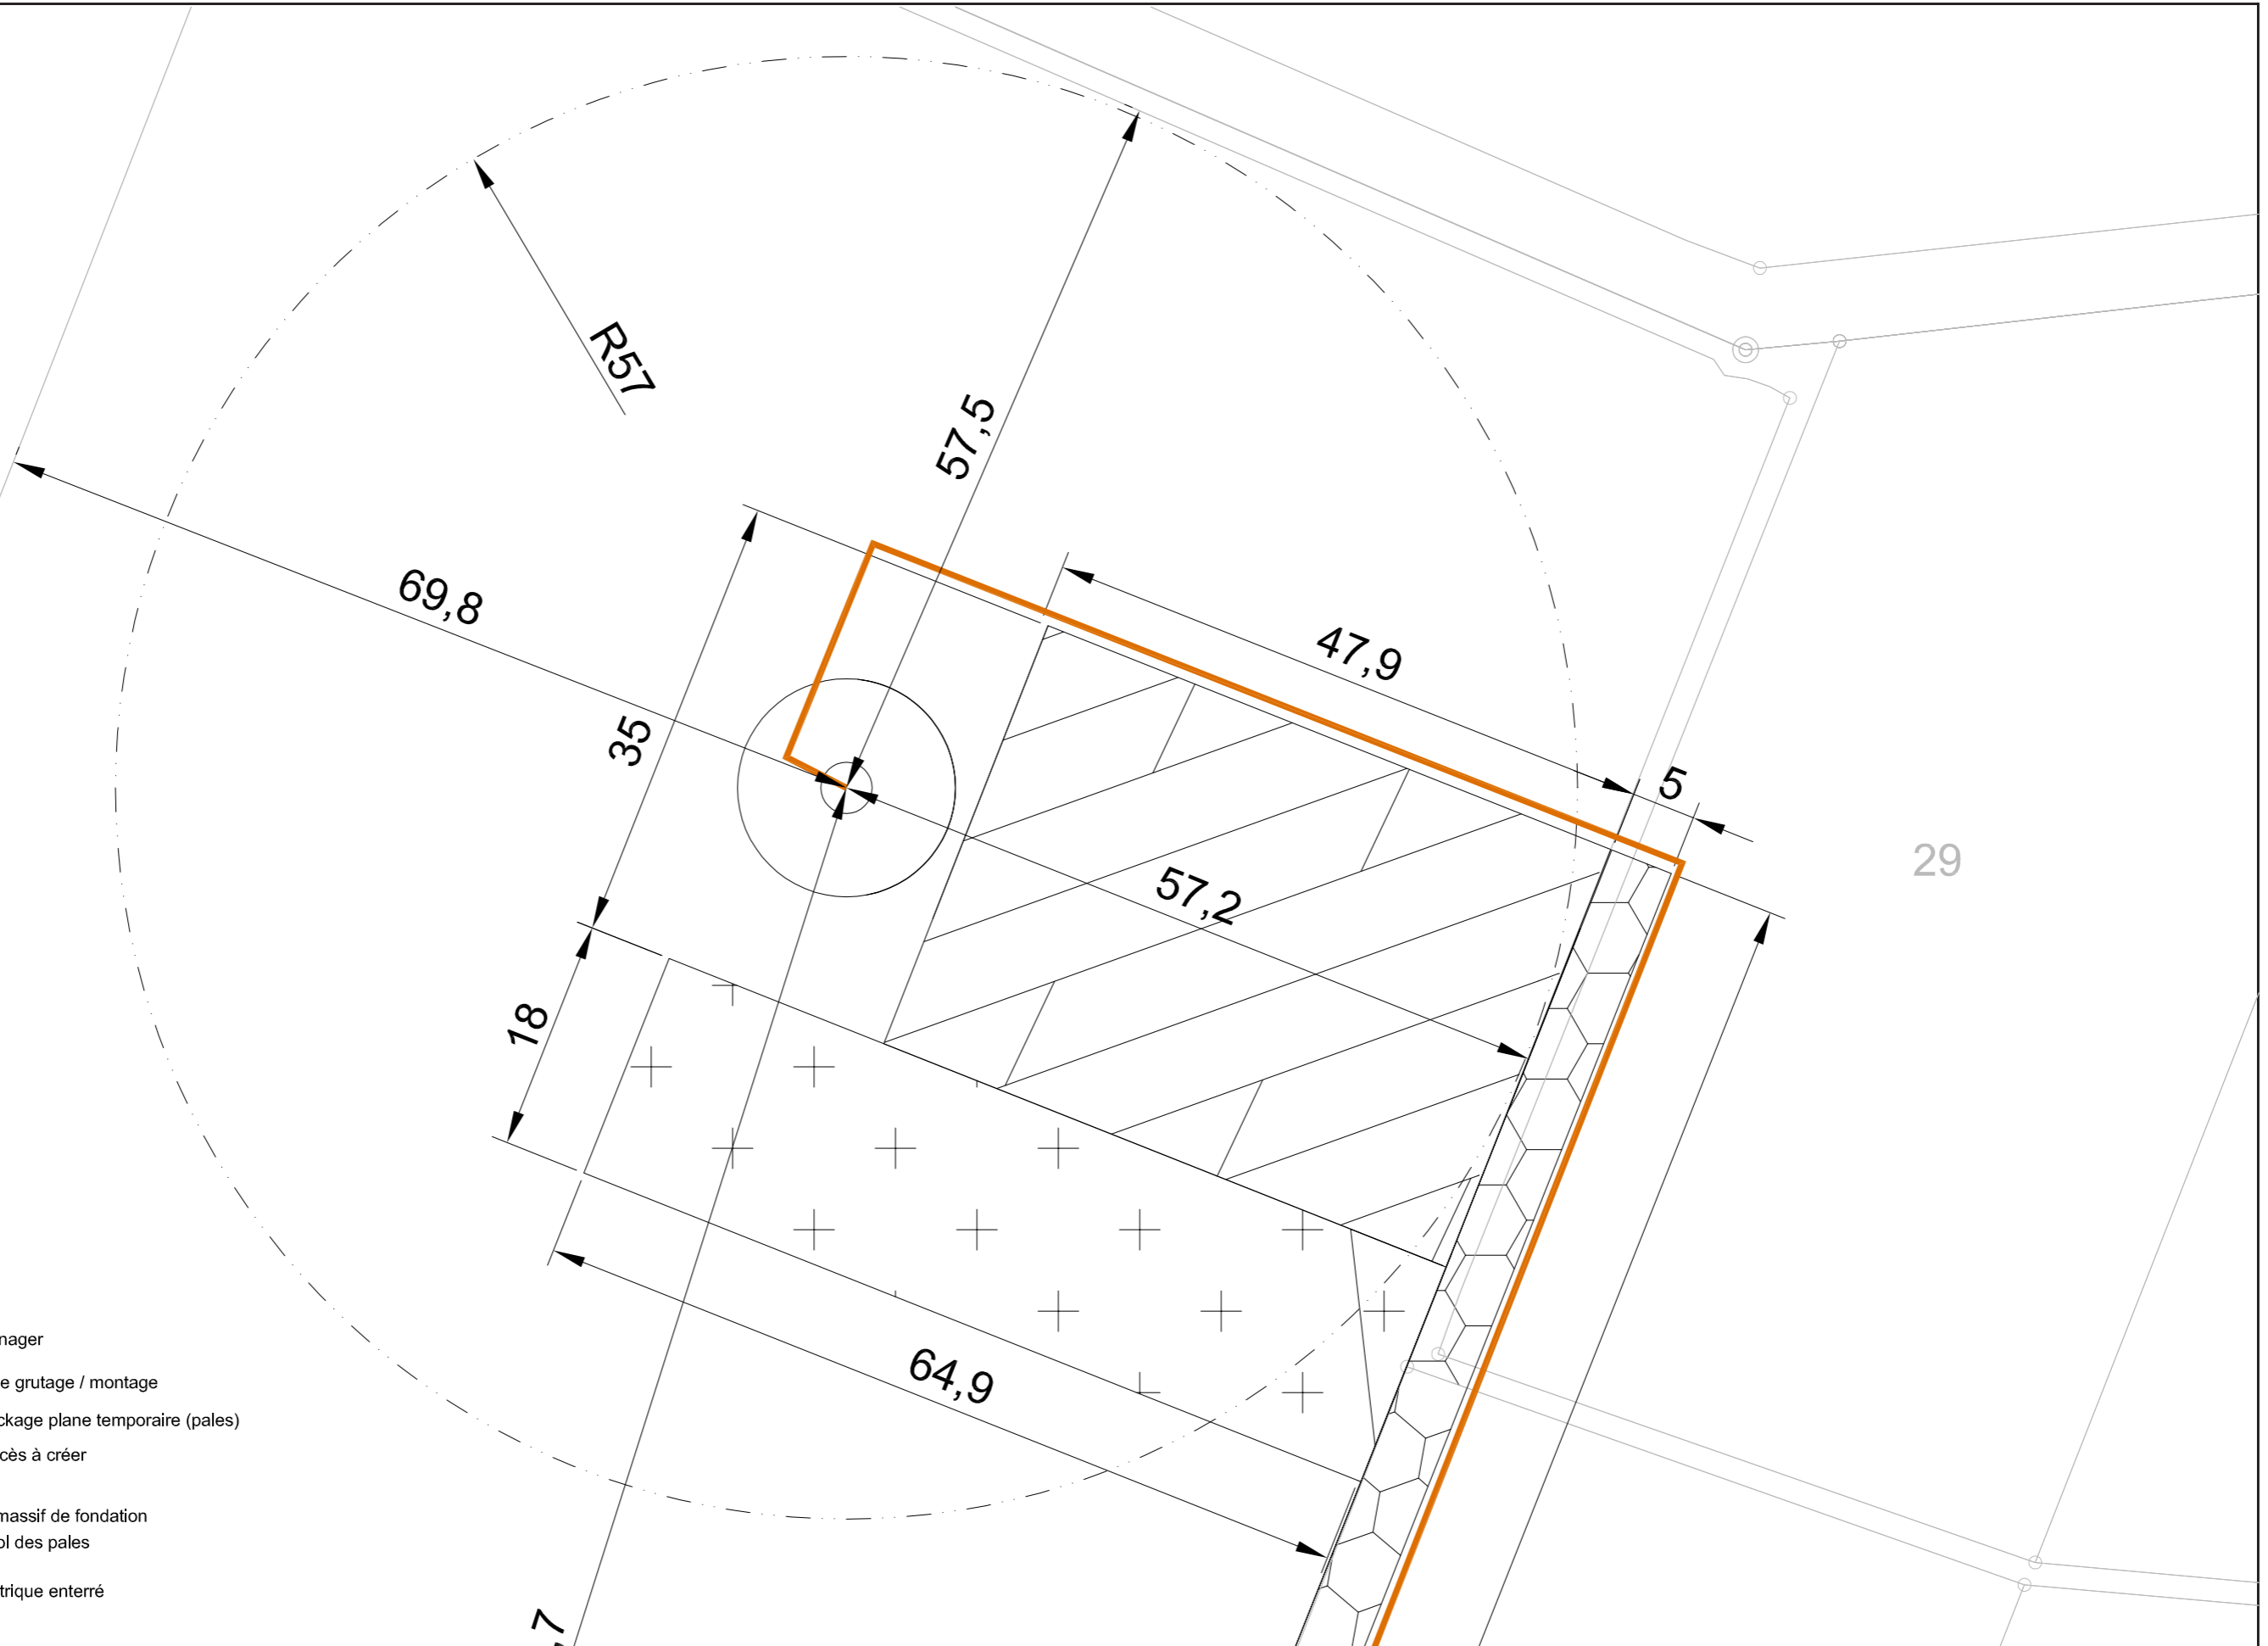 R57
57,5
69,8
47,9
35
5
29
57,2
18
64,9
,7
nager
e grutage / montage
ckage plane temporaire (pales)
cès à créer
massif de fondation
ol des pales
trique enterré